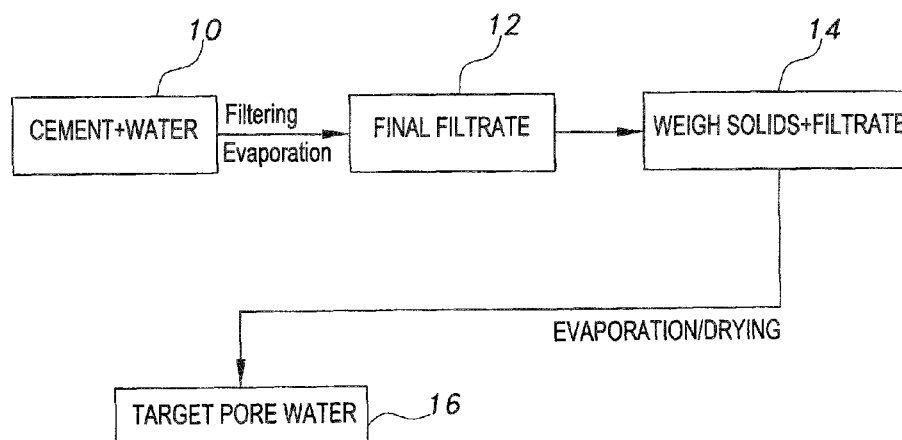 10
12
14
CEMENT+WATER
Filtering
Evaporation
FINAL FILTRATE
WEIGH SOLIDS+FILTRATE
EVAPORATION/DRYING
TARGET PORE WATER
16